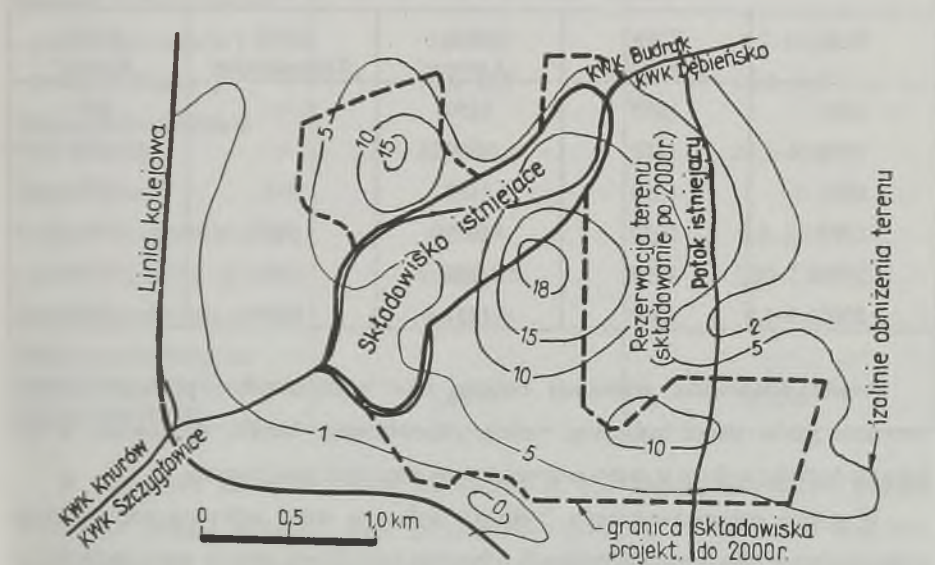 KWK Budryk
KWK Dębieńsko
Linia kolejowa
5
10
15
Składowisko istniejące
Rezerwacja terenu
(składowanie po 2000r.
potok istniejący
izolinie obniżenia terenu
18
15
10
2
5
1
5
10
0
KWK Knurów
KWK Szczygłowice
0 0,5 1,0 km
granica składowiska
projekt. do 2000r.